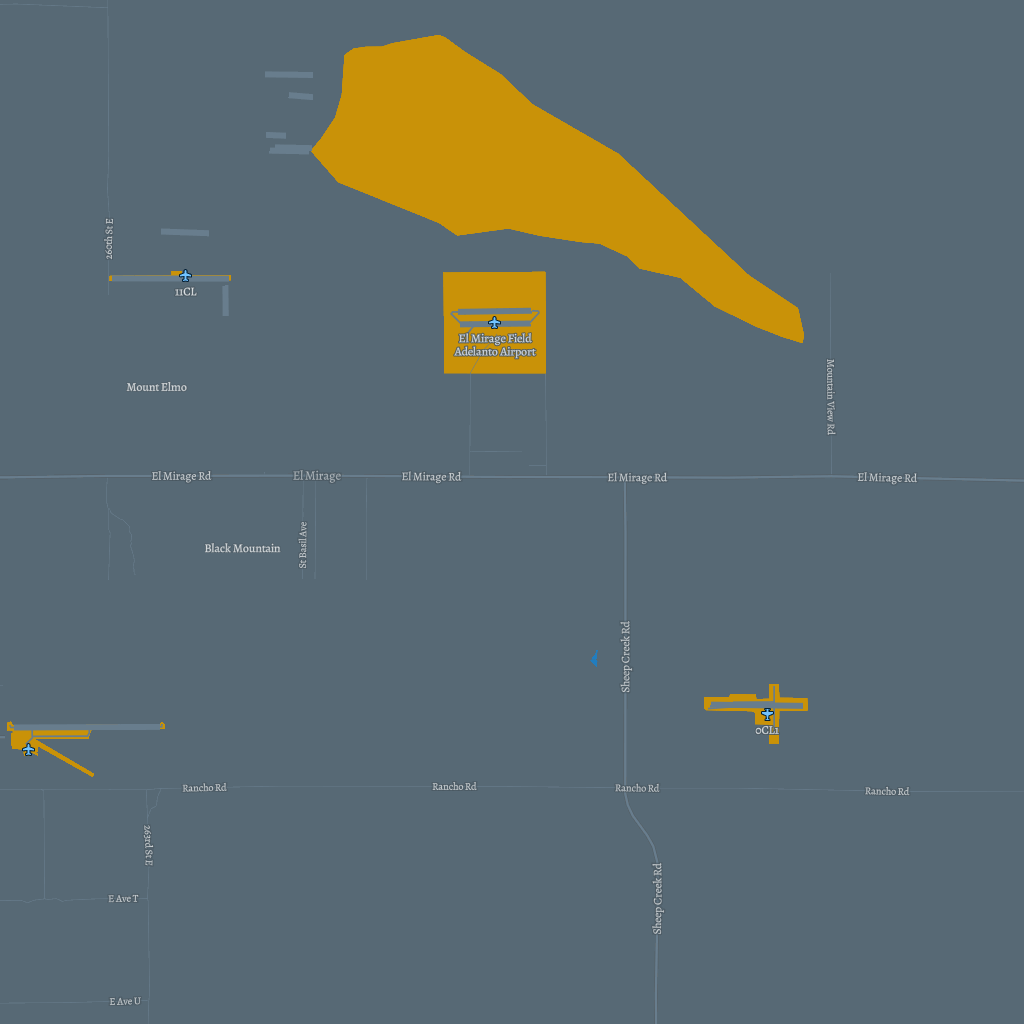 260th St E
11CL
El Mirage Field
Adelanto Airport
Mount Elmo
Mountain View Rd
El Mirage Rd
El Mirage
El Mirage Rd
El Mirage Rd
El Mirage Rd
St Basil Ave
Black Mountain
Sheep Creek Rd
0CL1
Rancho Rd
Rancho Rd
Rancho Rd
Rancho Rd
263rd St E
E Ave T
Sheep Creek Rd
E Ave U